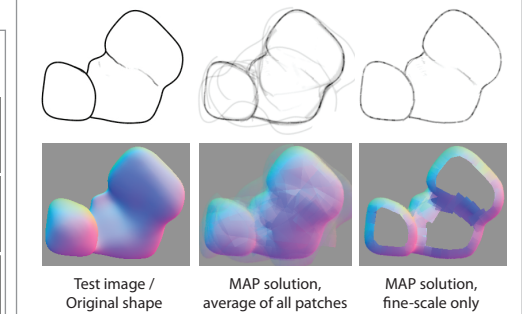 Test image /
Original shape
MAP solution,
average of all patches
MAP solution,
fine-scale only